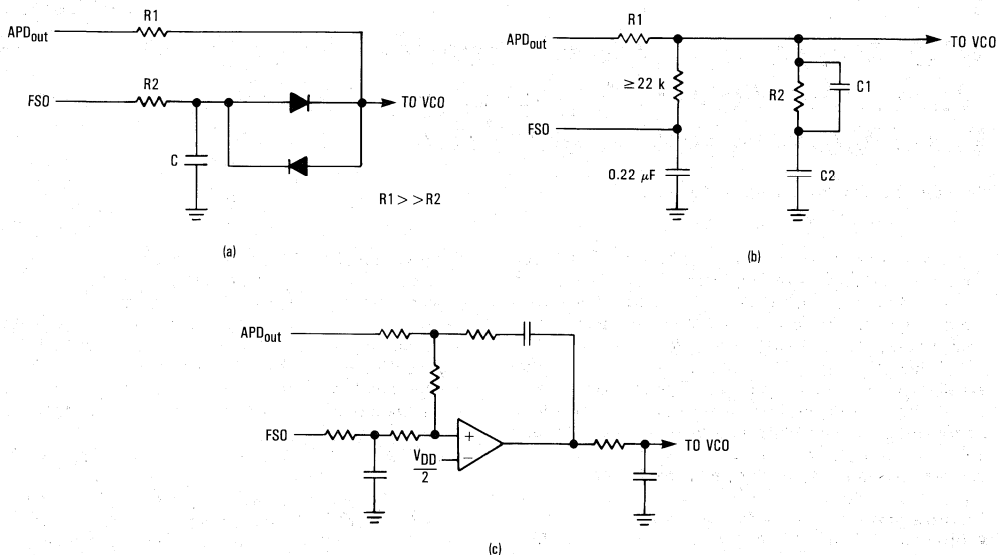 R1
APDout
R2
FSO
TO VCO
C
R1>>R2
(a)
R1
APDout
TO VCO
≥ 22 k
R2
C1
FSO
0.22 μF
C2
(b)
APDout
FSO
+
VDD
2
−
TO VCO
(c)